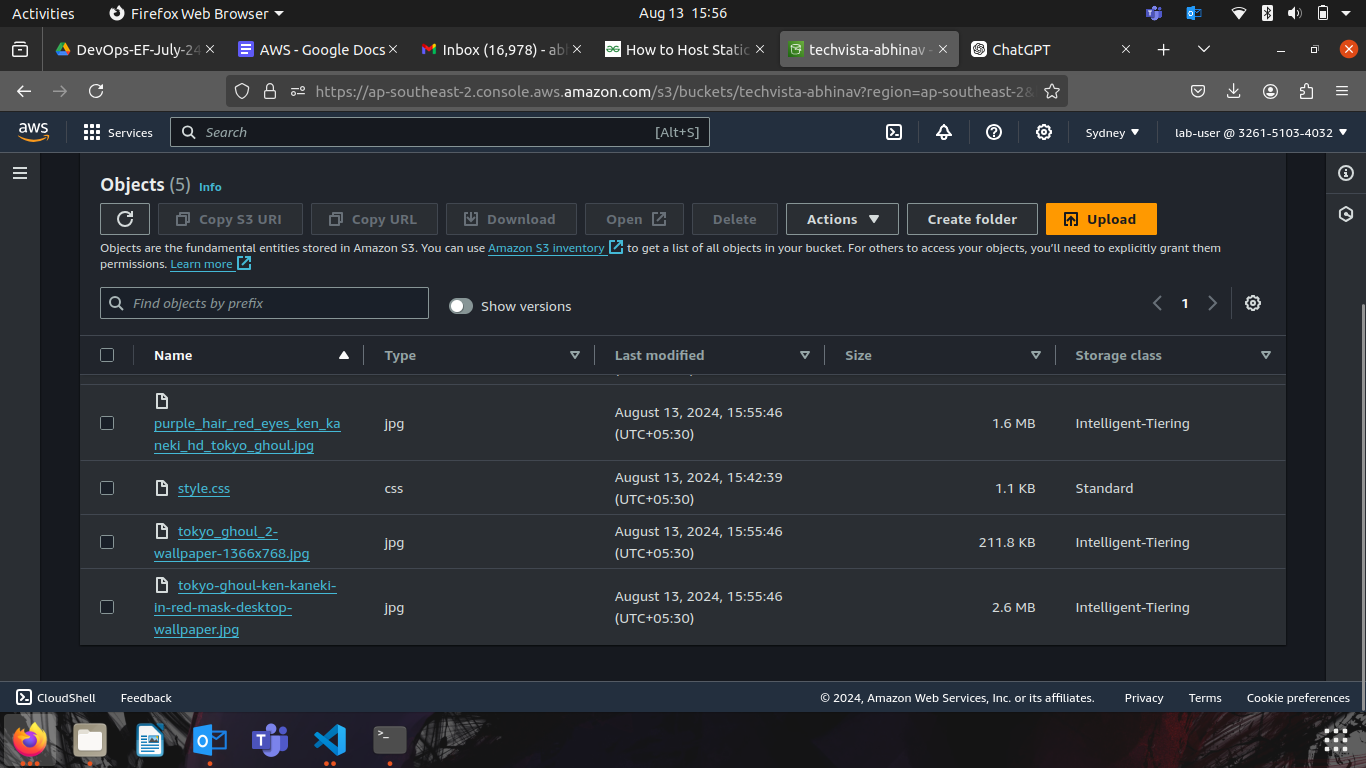 Activities
Firefox Web Browser
Aug 13 15:56
DevOps-EF-July-24
AWS - Google Docs
Inbox (16,978) - ab
How to Host Static
techvista-abhinav -
ChatGPT
https://ap-southeast-2.console.aws.amazon.com/s3/buckets/techvista-abhinav?region=ap-southeast-2&
aws
Services
Search
[Alt+S]
Sydney
lab-user @ 3261-5103-4032
Objects (5) Info
Copy S3 URI
Copy URL
Download
Open
Delete
Actions
Create folder
Upload
Objects are the fundamental entities stored in Amazon S3. You can use Amazon S3 inventory to get a list of all objects in your bucket. For others to access your objects, you'll need to explicitly grant them
permissions. Learn more
Find objects by prefix
Show versions
1
Name
Type
Last modified
Size
Storage class
purple_hair_red_eyes_ken_ka
neki_hd_tokyo_ghoul.jpg
jpg
August 13, 2024, 15:55:46
(UTC+05:30)
1.6 MB
Intelligent-Tiering
style.css
css
August 13, 2024, 15:42:39
(UTC+05:30)
1.1 KB
Standard
tokyo_ghoul_2-
wallpaper-1366x768.jpg
jpg
August 13, 2024, 15:55:46
(UTC+05:30)
211.8 KB
Intelligent-Tiering
tokyo-ghoul-ken-kaneki-
in-red-mask-desktop-
wallpaper.jpg
jpg
August 13, 2024, 15:55:46
(UTC+05:30)
2.6 MB
Intelligent-Tiering
CloudShell
Feedback
© 2024, Amazon Web Services, Inc. or its affiliates.
Privacy
Terms
Cookie preferences